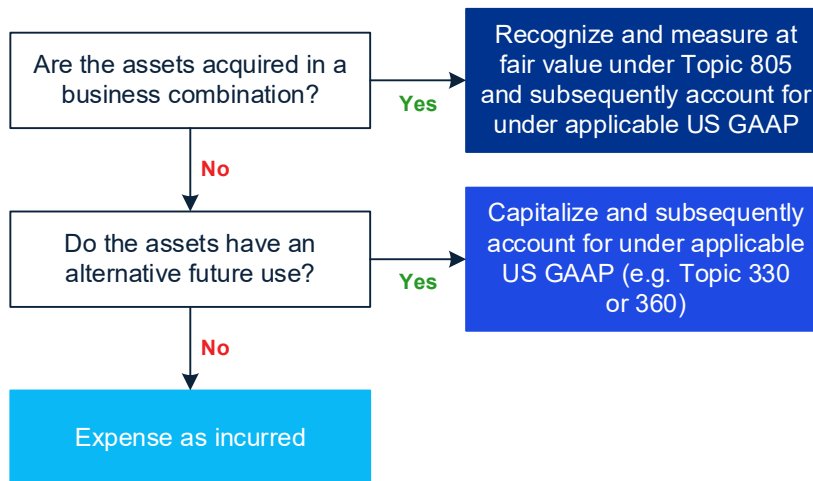 Are the assets acquired in a
business combination?
Yes
Recognize and measure at
fair value under Topic 805
and subsequently account for
under applicable US GAAP
No
Do the assets have an
alternative future use?
Yes
Capitalize and subsequently
account for under applicable
US GAAP (e.g. Topic 330
or 360)
No
Expense as incurred